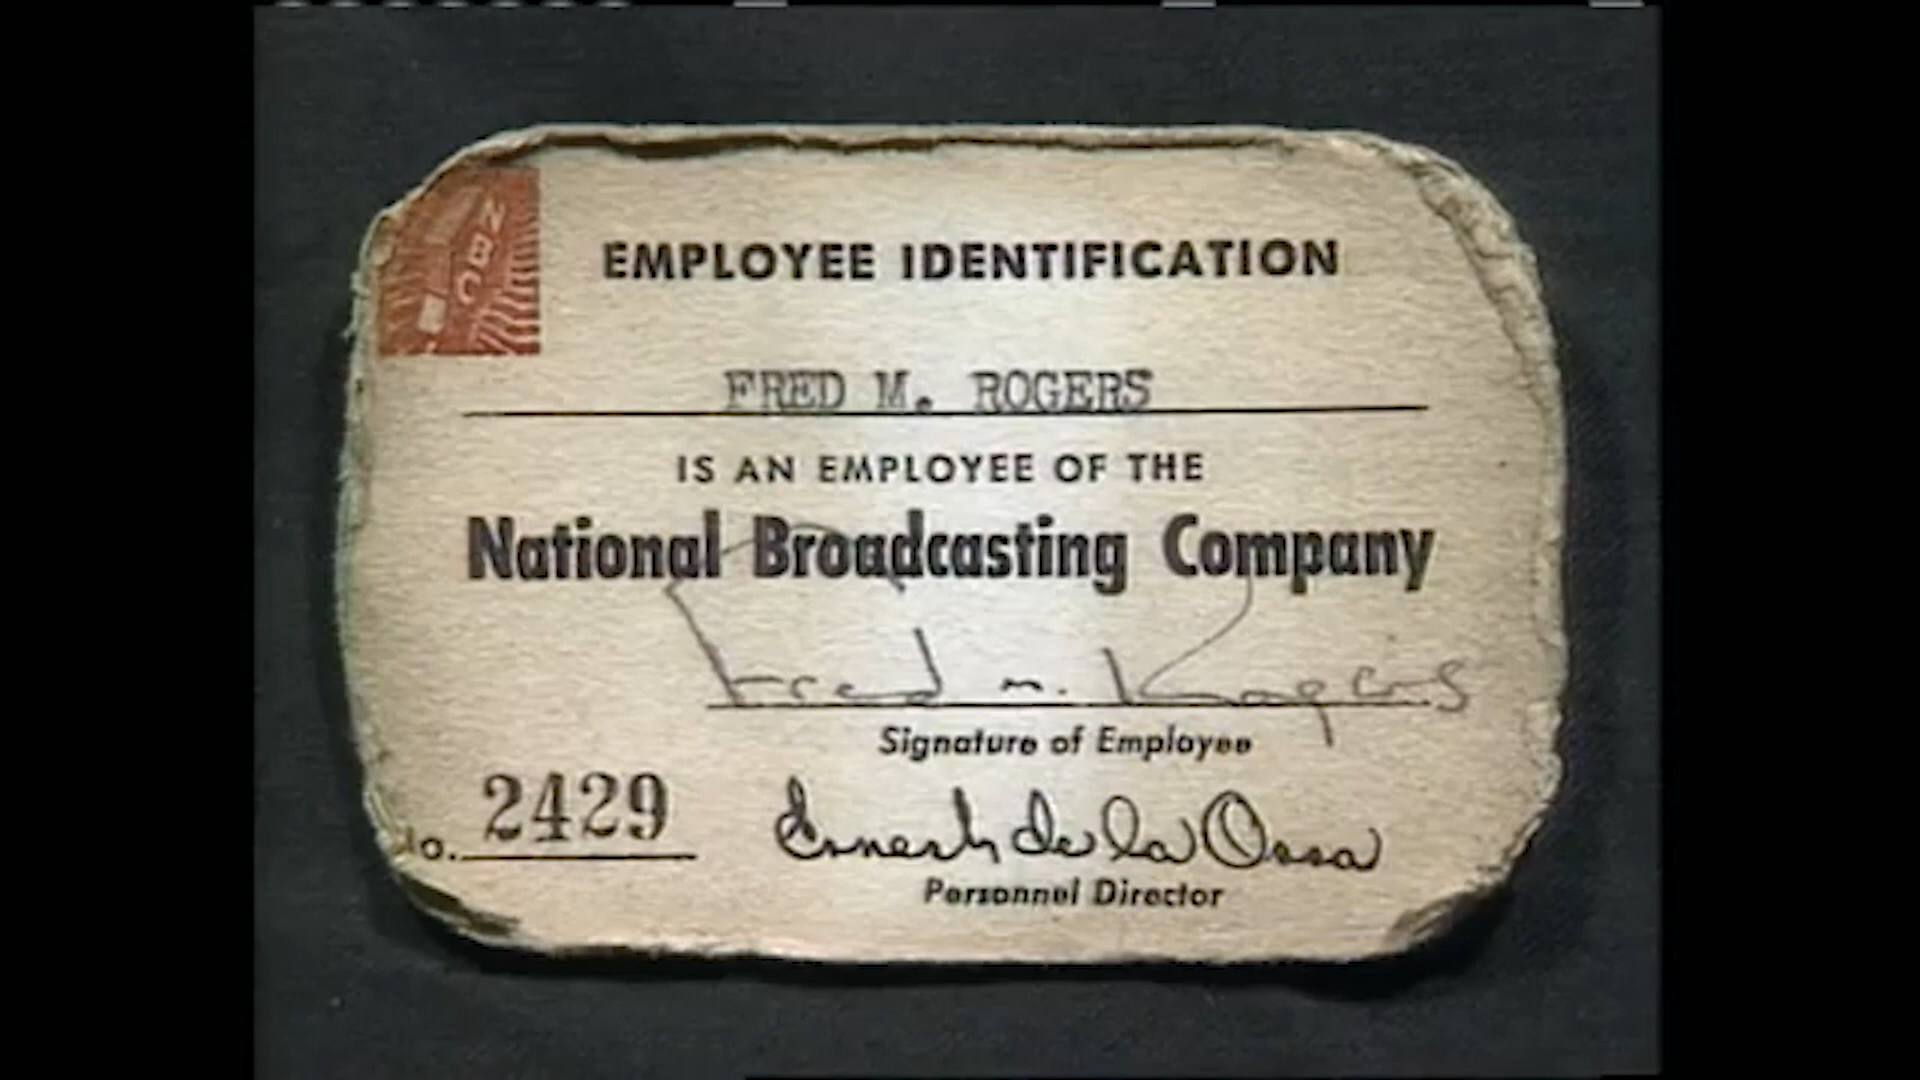 NBC
EMPLOYEE IDENTIFICATION
FRED M. ROGERS
IS AN EMPLOYEE OF THE
National Broadcasting Company
Fred M. Rogers
Signature of Employee
No. 2429
Ernest de la Ossa
Personnel Director